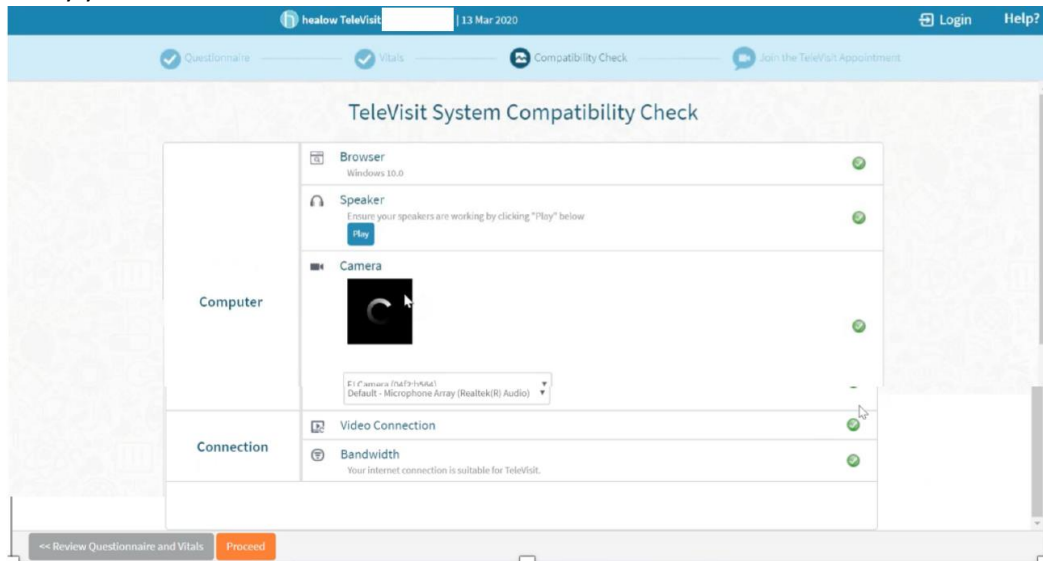 healow TeleVisit | 13 Mar 2020 Login Help?
Questionnaire Vitals Compatibility Check Join the TeleVisit Appointment
TeleVisit System Compatibility Check
Computer
Browser
Windows 10.0
Speaker
Ensure your speakers are working by clicking "Play" below
Play
Camera
Default - Microphone Array (Realtek(R) Audio)
Connection
Video Connection
Bandwidth
Your internet connection is suitable for TeleVisit.
<< Review Questionnaire and Vitals Proceed